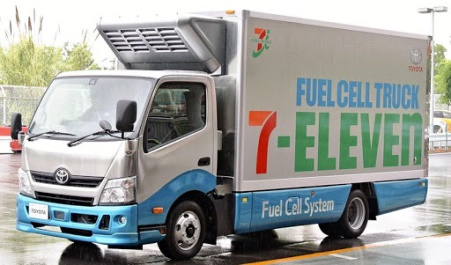 TOYOTA
FUEL CELL TRUCK
7-ELEVEn
Fuel Cell System
TOYOTA